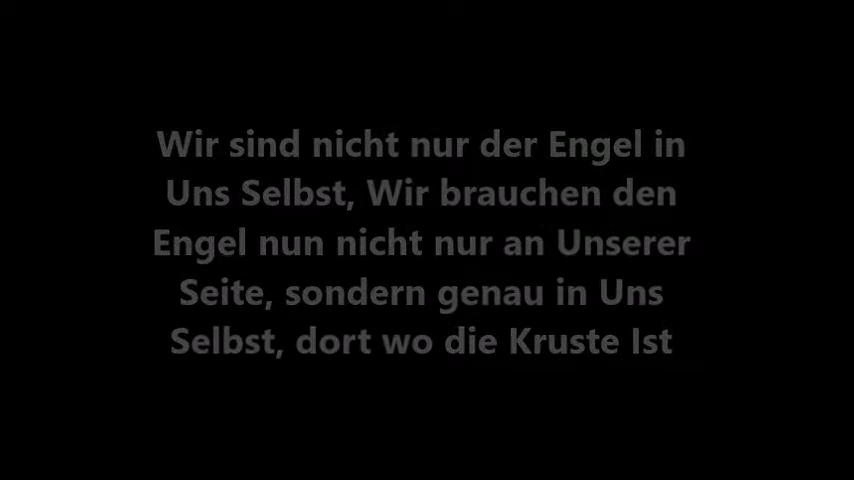 Wir sind nicht nur der Engel in
Uns Selbst, Wir brauchen den
Engel nun nicht nur an Unserer
Seite, sondern genau in Uns
Selbst, dort wo die Kruste Ist